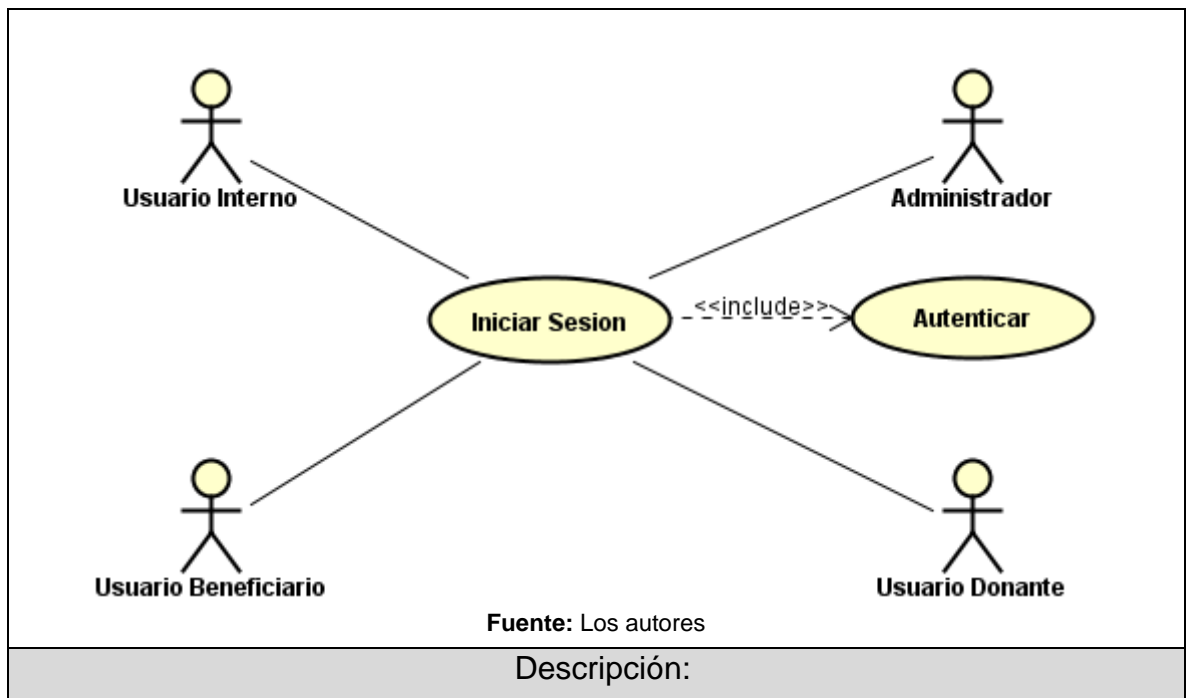 Usuario Interno
Administrador
Iniciar Sesion
<<include>>
Autenticar
Usuario Beneficiario
Usuario Donante
Fuente: Los autores
Descripción: